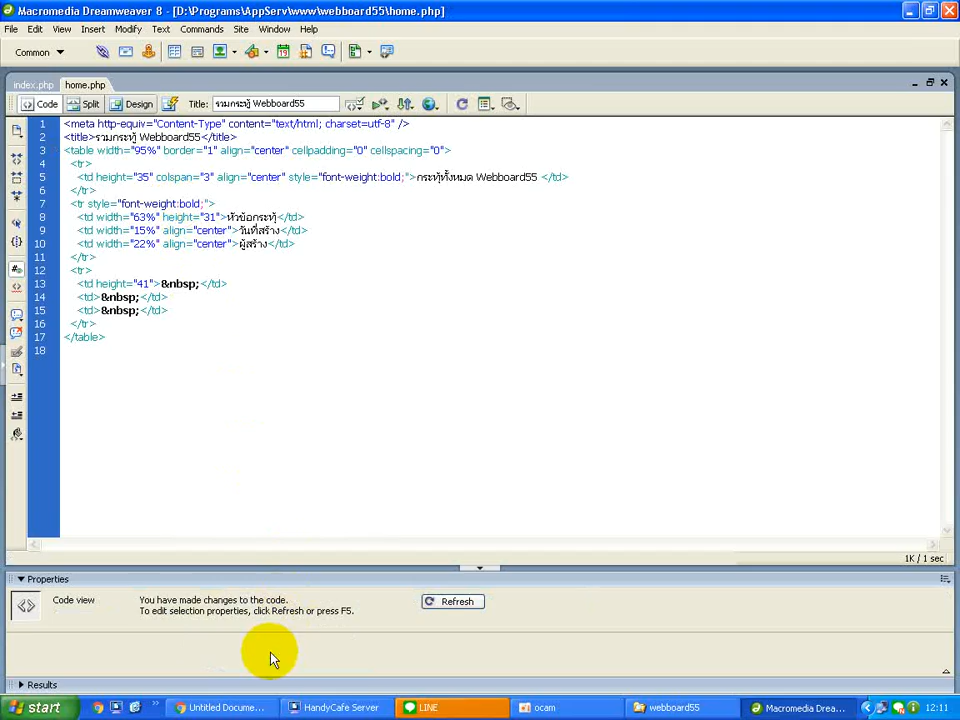 Macromedia Dreamweaver 8 - [D:\Programs\AppServ\www\webboard55\home.php]
File Edit View Insert Modify Text Commands Site Window Help
Common
index.php home.php
Code Split Design Title: รวมกระทู้ Webboard55
1 <meta http-equiv="Content-Type" content="text/html; charset=utf-8" />
2 <title>รวมกระทู้ Webboard55</title>
3 <table width="95%" border="1" align="center" cellpadding="0" cellspacing="0">
4 <tr>
5 <td height="35" colspan="3" align="center" style="font-weight:bold;">กระทู้ทั้งหมด Webboard55 </td>
6 </tr>
7 <tr style="font-weight:bold;">
8 <td width="63%" height="31">หัวข้อกระทู้</td>
9 <td width="15%" align="center">วันที่สร้าง</td>
10 <td width="22%" align="center">ผู้สร้าง</td>
11 </tr>
12 <tr>
13 <td height="41">&nbsp;</td>
14 <td>&nbsp;</td>
15 <td>&nbsp;</td>
16 </tr>
17 </table>
18
1K / 1 sec
Properties
Code view You have made changes to the code. Refresh
To edit selection properties, click Refresh or press F5.
Results
start Untitled Docume... HandyCafe Server LINE ocam webboard55 Macromedia Drea... 12:11